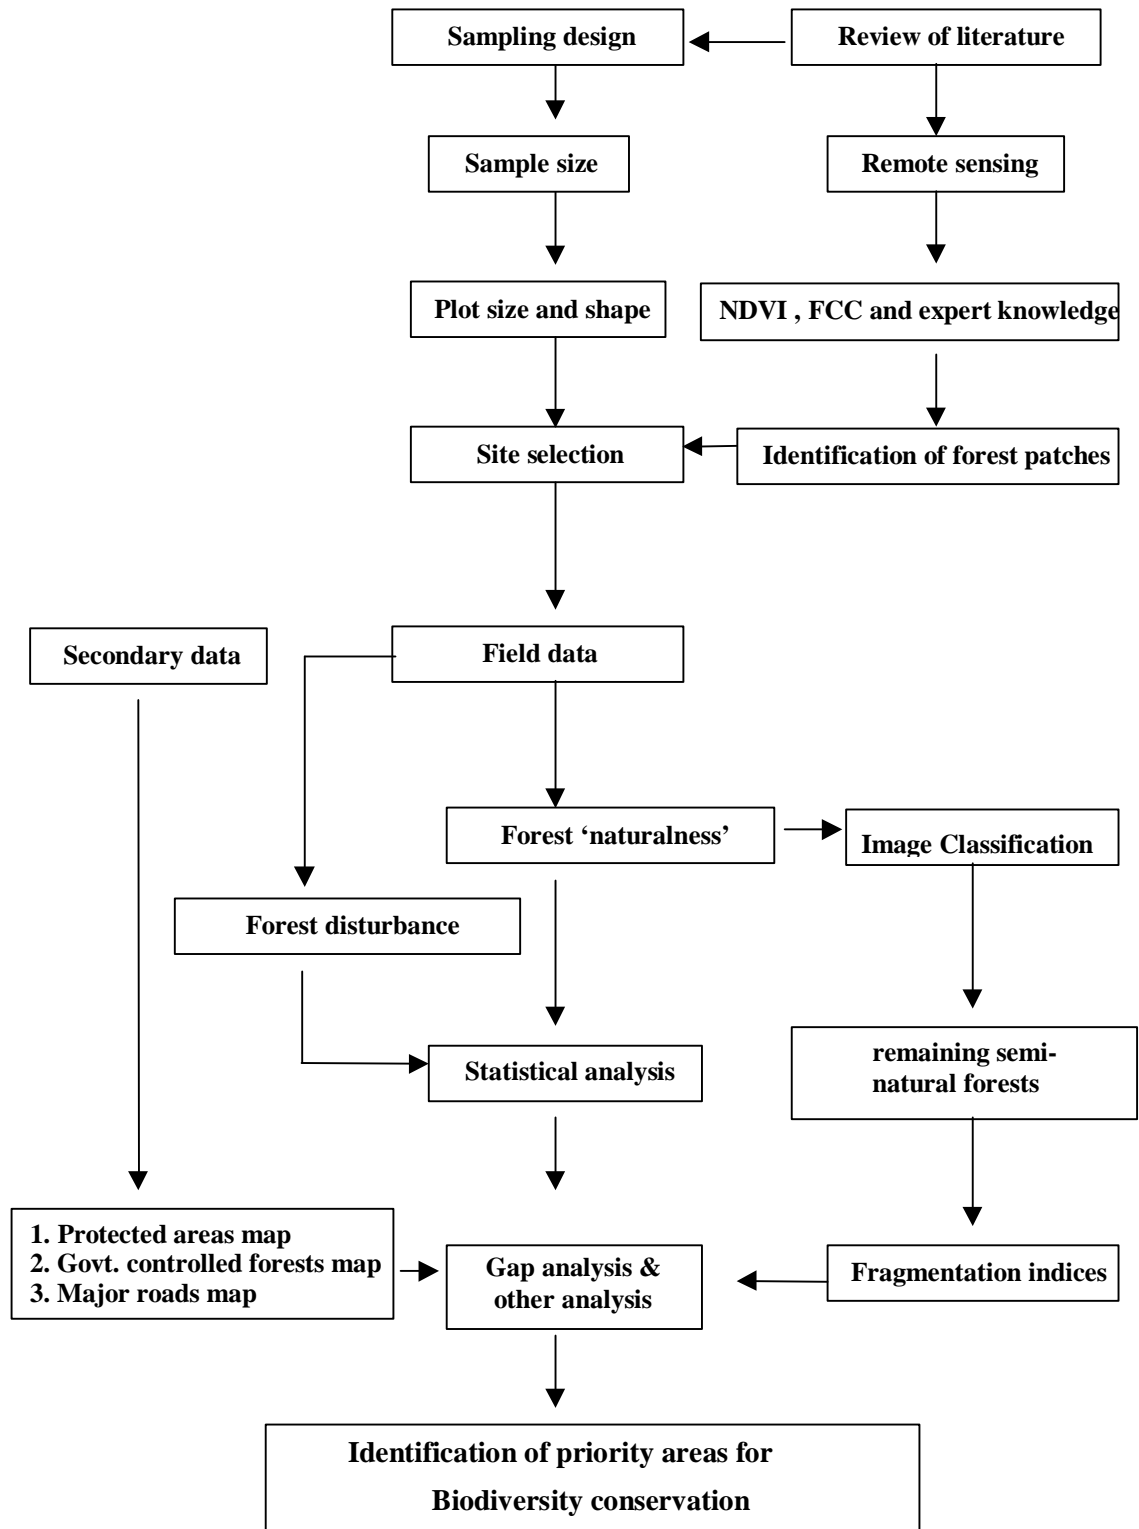 Sampling design
Review of literature
Sample size
Remote sensing
Plot size and shape
NDVI , FCC and expert knowledge
Site selection
Identification of forest patches
Secondary data
Field data
Forest ‘naturalness’
Image Classification
Forest disturbance
Statistical analysis
remaining semi-
natural forests
1. Protected areas map
2. Govt. controlled forests map
3. Major roads map
Gap analysis &
other analysis
Fragmentation indices
Identification of priority areas for
Biodiversity conservation